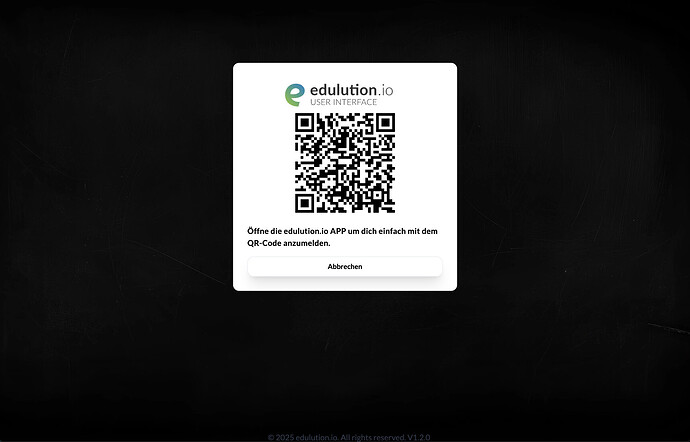 edulution.io
USER INTERFACE
Öffne die edulution.io APP um dich einfach mit dem
QR-Code anzumelden.
Abbrechen
© 2025 edulution.io. All rights reserved. V1.2.0